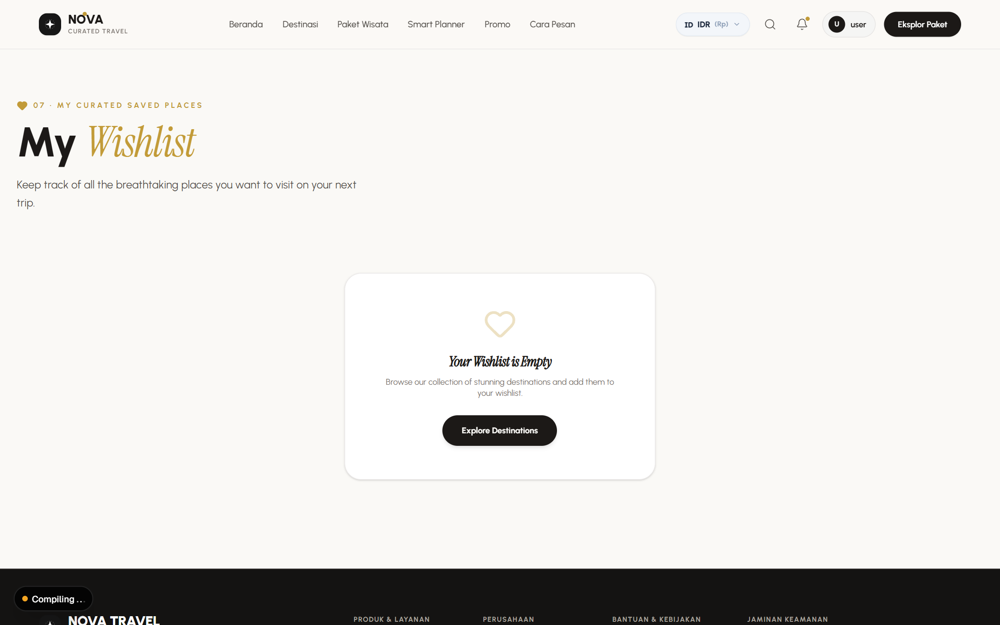 NOVA
CURATED TRAVEL
Beranda
Destinasi
Paket Wisata
Smart Planner
Promo
Cara Pesan
ID IDR (Rp)
U user
Eksplor Paket
07 · MY CURATED SAVED PLACES
My Wishlist
Keep track of all the breathtaking places you want to visit on your next
trip.
Your Wishlist is Empty
Browse our collection of stunning destinations and add them to
your wishlist.
Explore Destinations
Compiling ...
NOVA TRAVEL
PRODUK & LAYANAN
PERUSAHAAN
BANTUAN & KEBIJAKAN
JAMINAN KEAMANAN